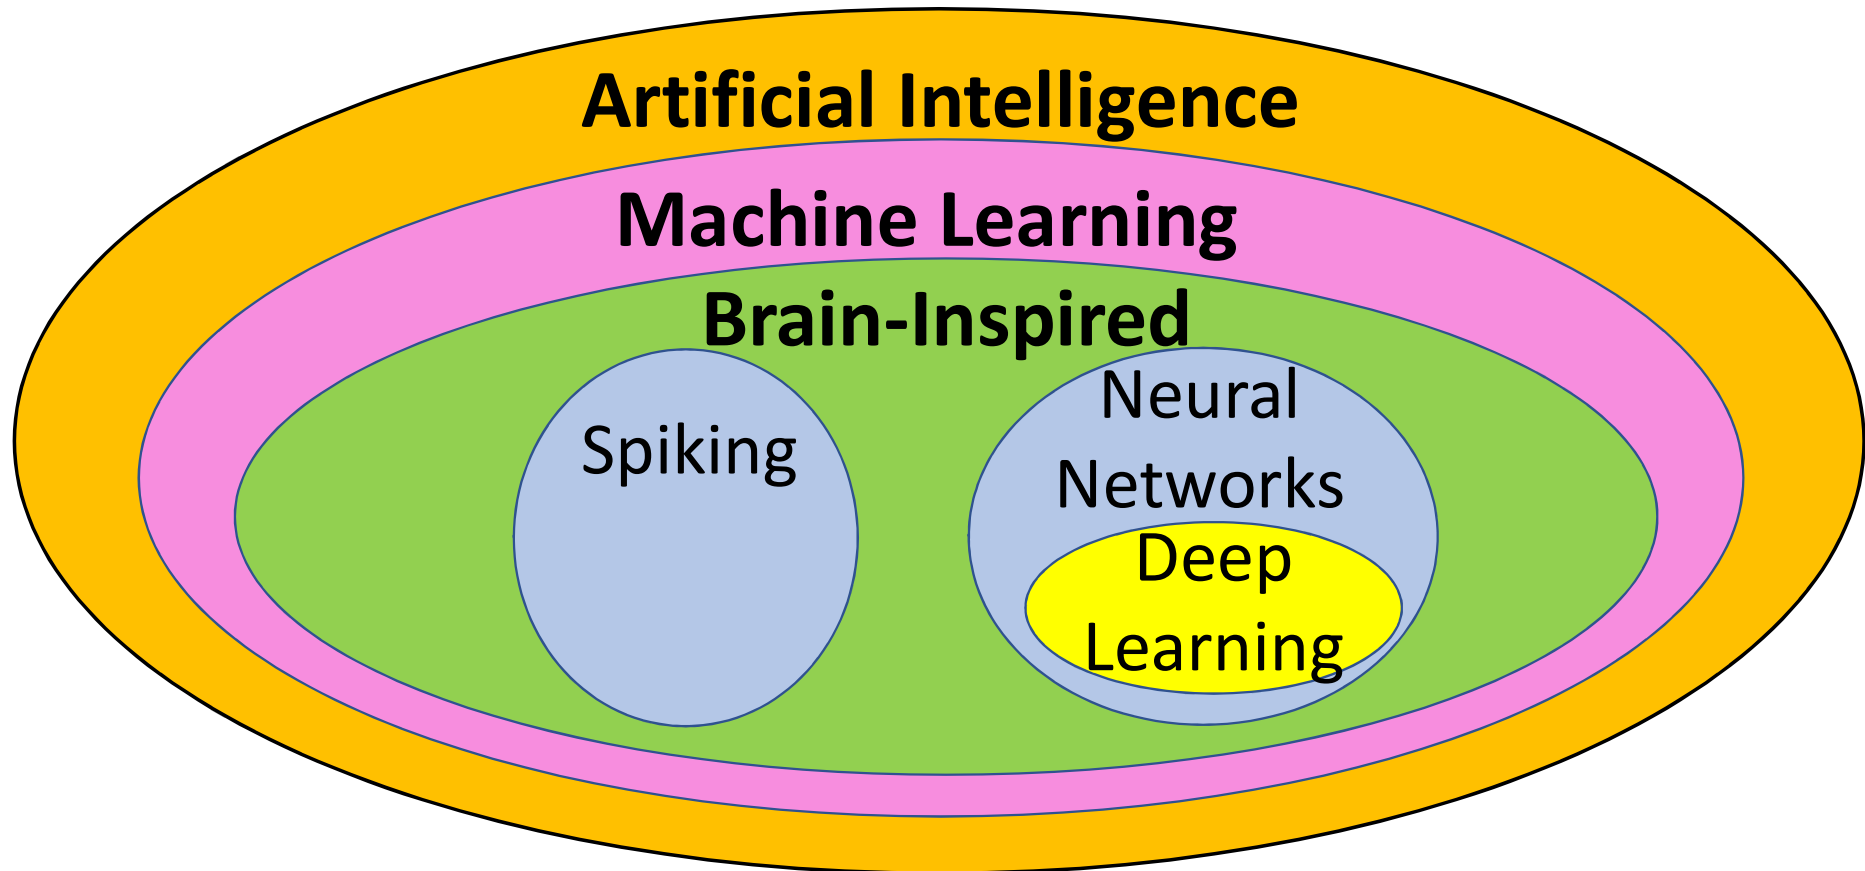 Artificial Intelligence
Machine Learning
Brain-Inspired
Spiking
Neural
Networks
Deep
Learning